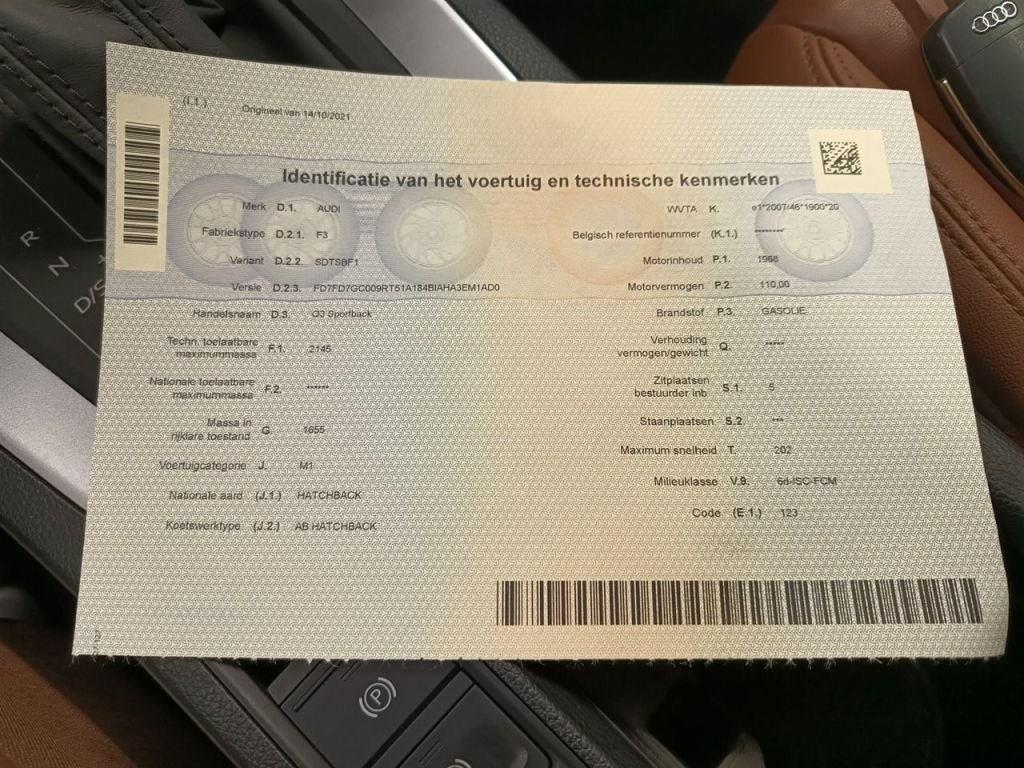 (I.1.)
Origineel van 14/10/2021
Identificatie van het voertuig en technische kenmerken
Merk D.1. AUDI
Fabriekstype D.2.1. F3
Variant D.2.2. SDTSBF1
Versie D.2.3. FD7FD7GC009RT51A184BIAHA3EM1AD0
Handelsnaam D.3. Q3 Sportback
Techn. toelaatbare
maximummassa F.1. 2145
Nationale toelaatbare
maximummassa F.2. ******
Massa in
rijklare toestand G. 1655
Voertuigcategorie J. M1
Nationale aard (J.1.) HATCHBACK
Koetswerktype (J.2.) AB HATCHBACK
WVTA K. e1*2007/46*1900*20
Belgisch referentienummer (K.1.) ********
Motorinhoud P.1. 1968
Motorvermogen P.2. 110,00
Brandstof P.3. GASOLIE
Verhouding
vermogen/gewicht Q. *****
Zitplaatsen
bestuurder inb S.1. 5
Staanplaatsen S.2. ***
Maximum snelheid T. 202
Milieuklasse V.9. 6d-ISC-FCM
Code (E.1.) 123
R
N
D/S
+
P